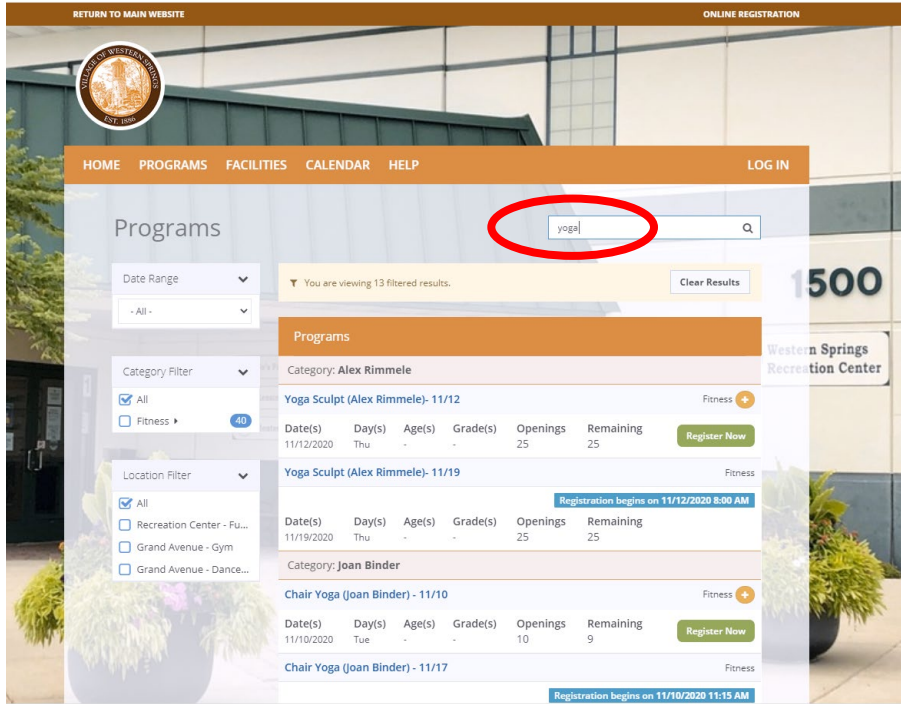 RETURN TO MAIN WEBSITE ONLINE REGISTRATION
VILLAGE OF WESTERN SPRINGS
EST. 1886
HOME PROGRAMS FACILITIES CALENDAR HELP LOG IN
Programs yoga
Date Range
You are viewing 13 filtered results. Clear Results
- All -
1500
Programs
Western Springs
Recreation Center
Category Filter
Category: Alex Rimmele
All
Yoga Sculpt (Alex Rimmele)- 11/12 Fitness
Fitness 40
Date(s) Day(s) Age(s) Grade(s) Openings Remaining
11/12/2020 Thu - - 25 25
Register Now
Location Filter
Yoga Sculpt (Alex Rimmele)- 11/19 Fitness
All
Registration begins on 11/12/2020 8:00 AM
Recreation Center - Fu...
Date(s) Day(s) Age(s) Grade(s) Openings Remaining
11/19/2020 Thu - - 25 25
Grand Avenue - Gym
Grand Avenue - Dance...
Category: Joan Binder
Chair Yoga (Joan Binder) - 11/10 Fitness
Date(s) Day(s) Age(s) Grade(s) Openings Remaining
11/10/2020 Tue - - 10 9
Register Now
Chair Yoga (Joan Binder) - 11/17 Fitness
Registration begins on 11/10/2020 11:15 AM